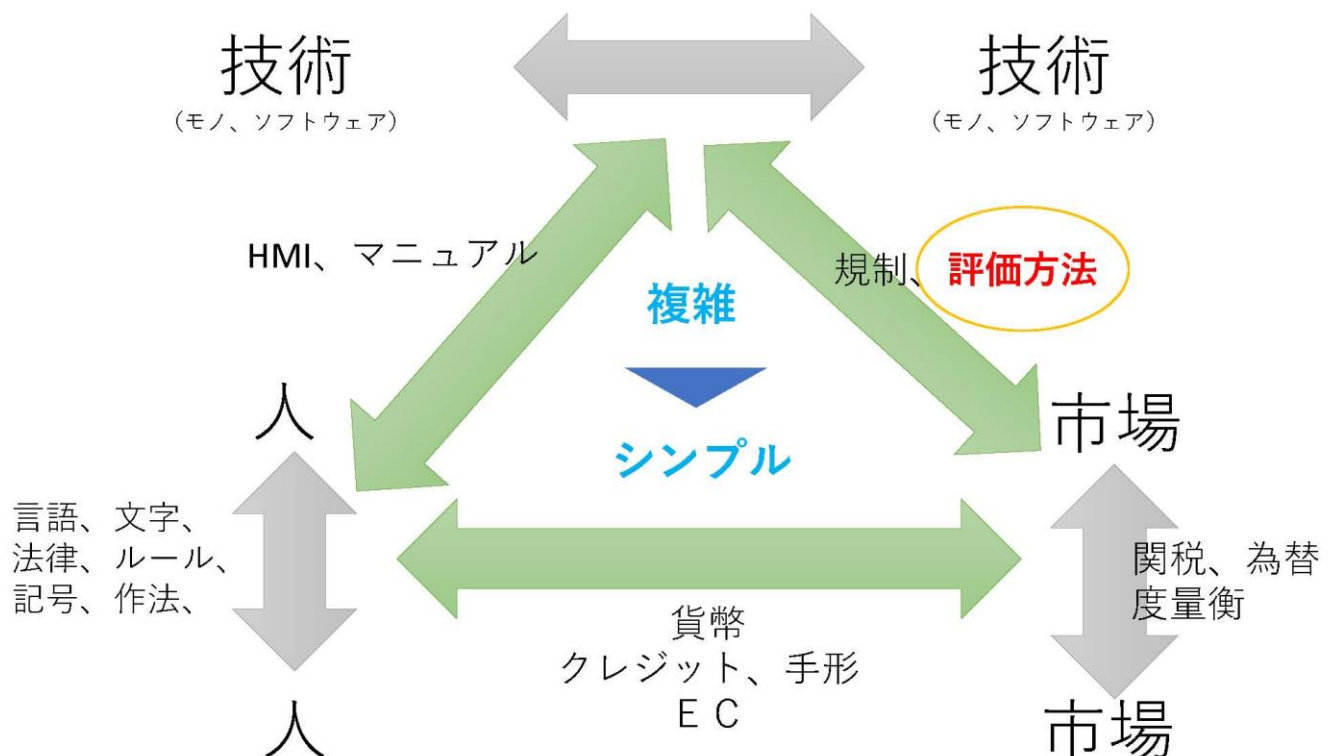 技術
技術
(モノ、ソフトウェア)
(モノ、ソフトウェア)
HMI、マニュアル
規制、評価方法
複雑
人
市場
シンプル
言語、文字、
法律、ルール、
記号、作法、
関税、為替
度量衡
貨幣
クレジット、手形
ＥＣ
人
市場